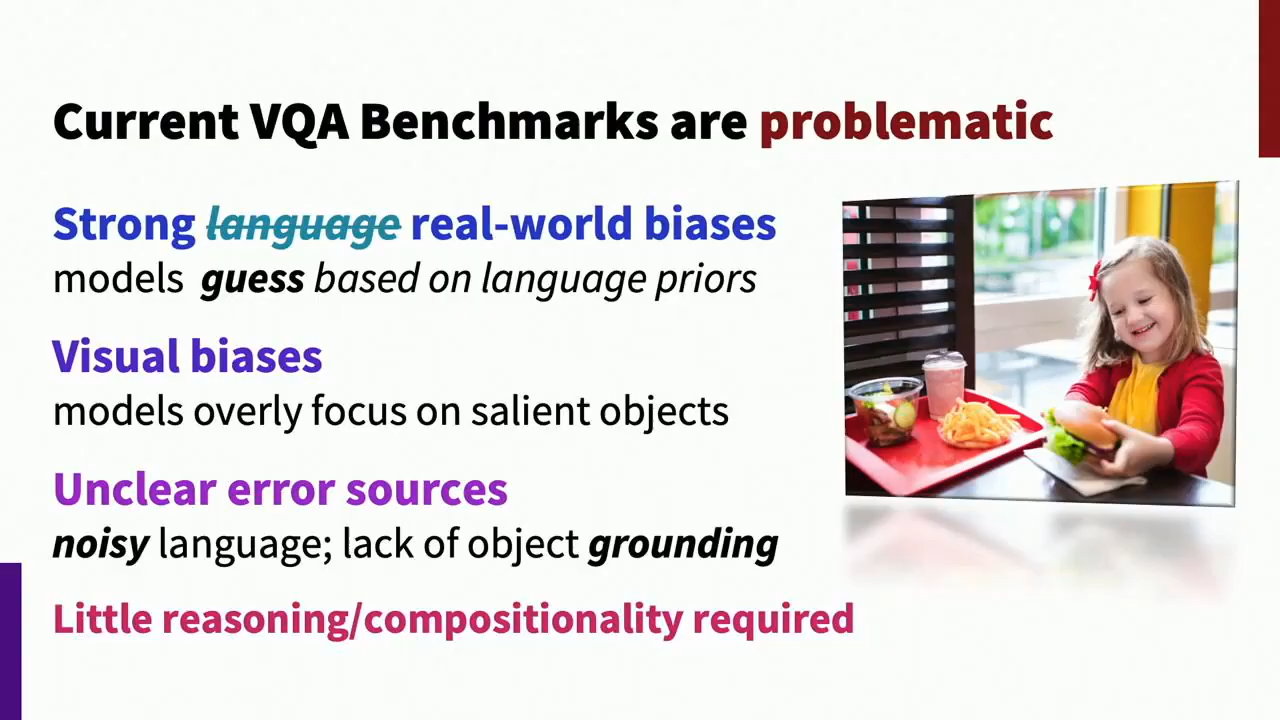 Current VQA Benchmarks are problematic
Strong language real-world biases
models guess based on language priors
Visual biases
models overly focus on salient objects
Unclear error sources
noisy language; lack of object grounding
Little reasoning/compositionality required